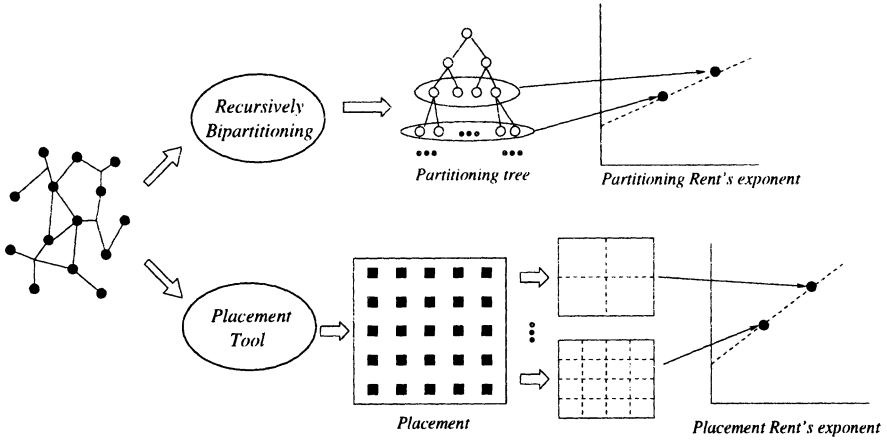 Recursively
Bipartitioning
Partitioning tree
Partitioning Rent's exponent
Placement
Tool
Placement
Placement Rent's exponent